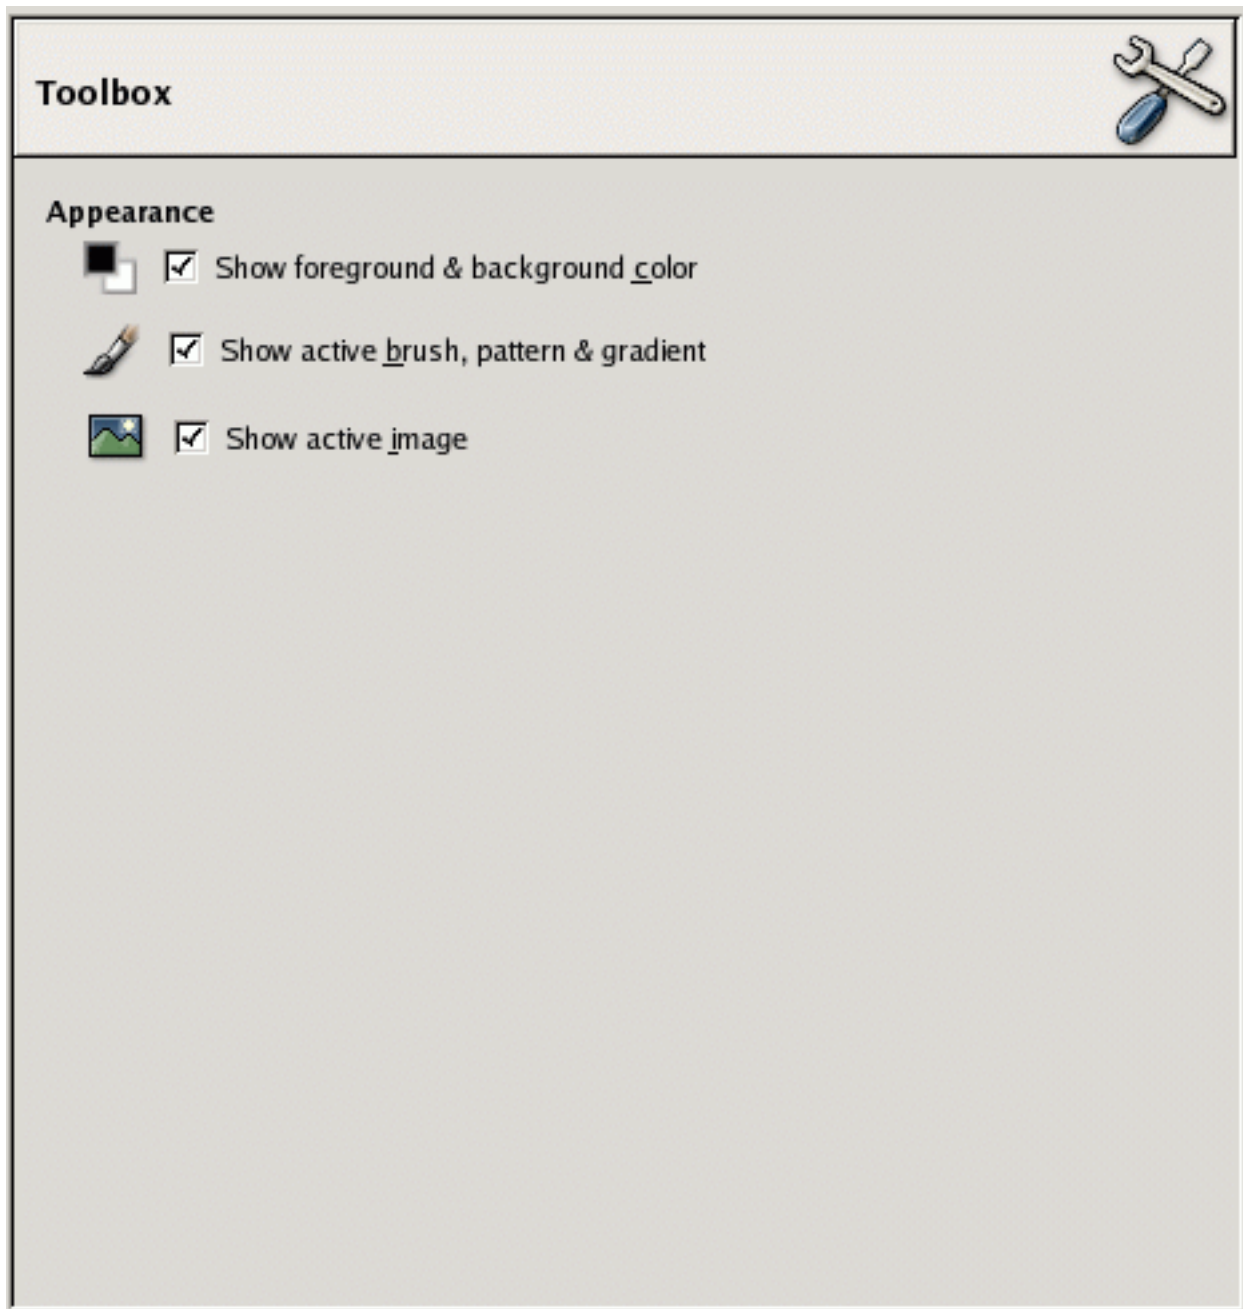 Toolbox
Appearance
Show foreground & background color
Show active brush, pattern & gradient
Show active image